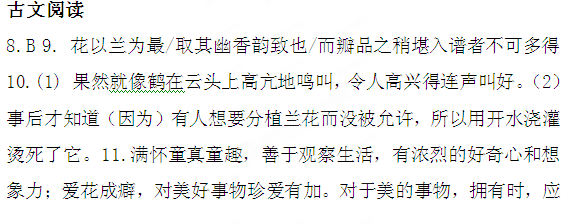 古文阅读
8.B 9. 花以兰为最/取其幽香韵致也/而瓣品之稍堪入谱者不可多得
10.(1) 果然就像鹤在云头上高亢地鸣叫，令人高兴得连声叫好。（2）
事后才知道（因为）有人想要分植兰花而没被允许，所以用开水浇灌
烫死了它。11.满怀童真童趣，善于观察生活，有浓烈的好奇心和想
象力；爱花成癖，对美好事物珍爱有加。对于美的事物，拥有时，应